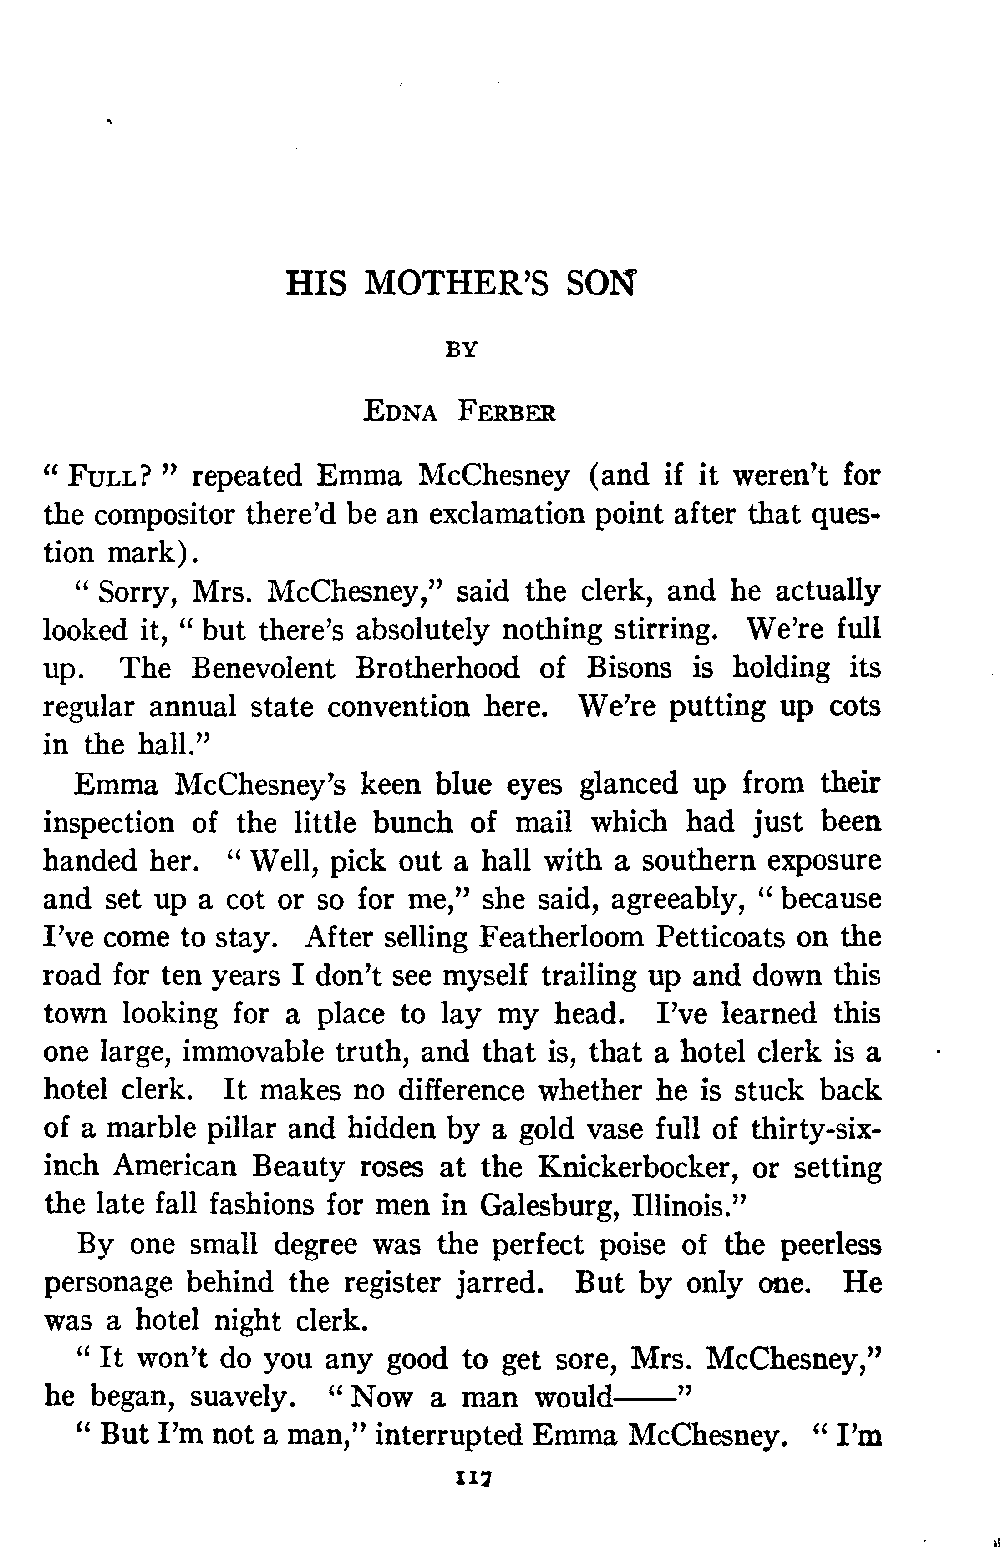 HIS MOTHER'S SON
BY
EDNA FERBER
" FULL? " repeated Emma McChesney (and if it weren't for
the compositor there'd be an exclamation point after that ques-
tion mark).
" Sorry, Mrs. McChesney," said the clerk, and he actually
looked it, " but there's absolutely nothing stirring. We're full
up. The Benevolent Brotherhood of Bisons is holding its
regular annual state convention here. We're putting up cots
in the hall."
Emma McChesney's keen blue eyes glanced up from their
inspection of the little bunch of mail which had just been
handed her. " Well, pick out a hall with a southern exposure
and set up a cot or so for me," she said, agreeably, " because
I've come to stay. After selling Featherloom Petticoats on the
road for ten years I don't see myself trailing up and down this
town looking for a place to lay my head. I've learned this
one large, immovable truth, and that is, that a hotel clerk is a
hotel clerk. It makes no difference whether he is stuck back
of a marble pillar and hidden by a gold vase full of thirty-six-
inch American Beauty roses at the Knickerbocker, or setting
the late fall fashions for men in Galesburg, Illinois."
By one small degree was the perfect poise of the peerless
personage behind the register jarred. But by only one. He
was a hotel night clerk.
" It won't do you any good to get sore, Mrs. McChesney,"
he began, suavely. " Now a man would——"
" But I'm not a man," interrupted Emma McChesney. " I'm
117